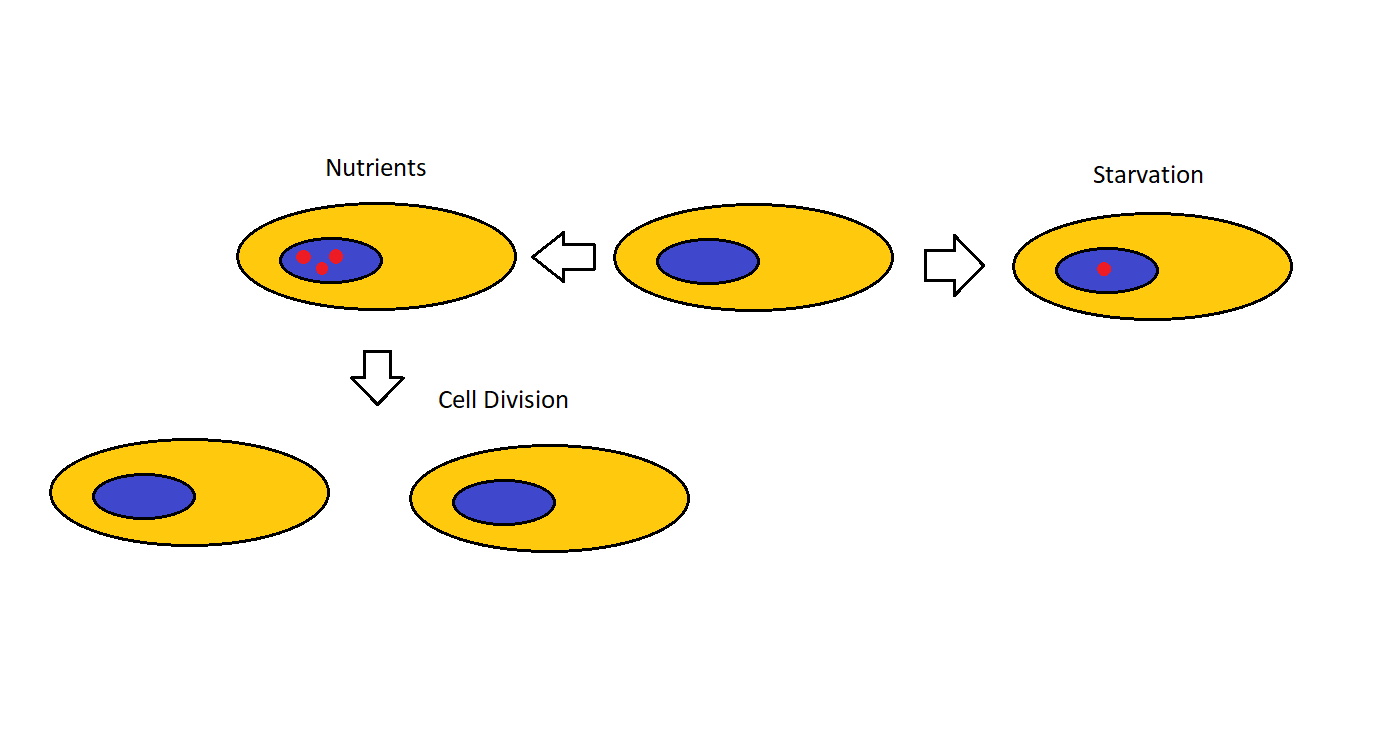 Nutrients
Starvation
Cell Division